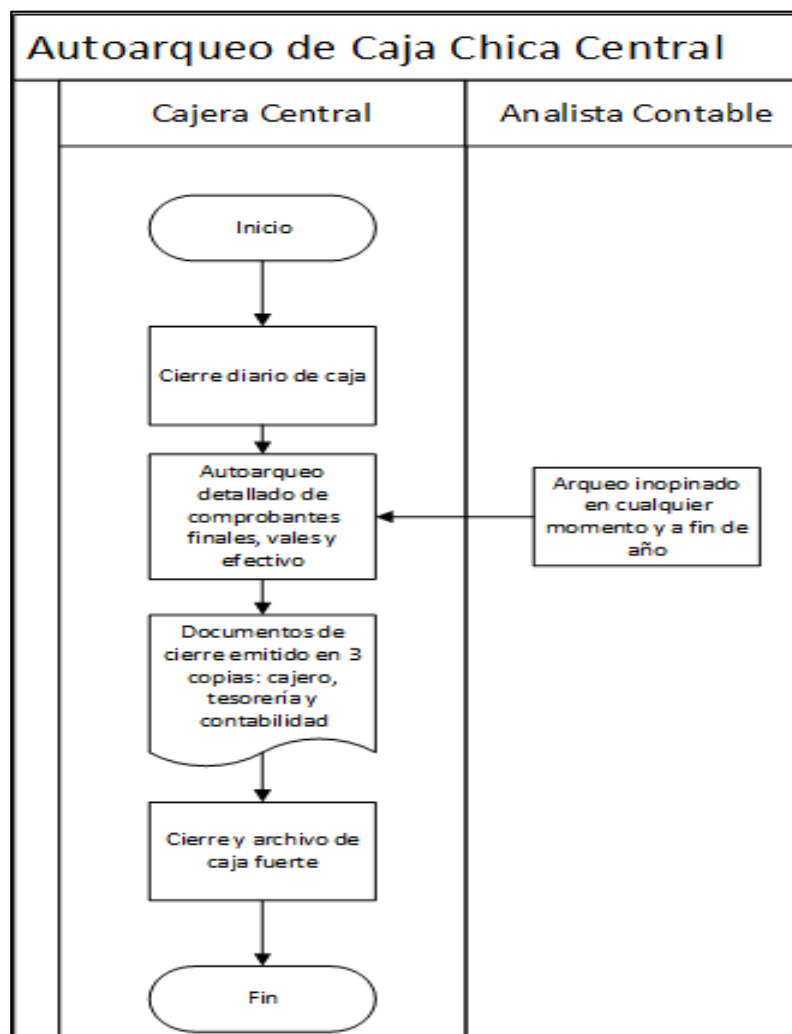 Autoarqueo de Caja Chica Central
Cajera Central
Analista Contable
Inicio
Cierre diario de caja
Autoarqueo
detallado de
comprobantes
finales, vales y
efectivo
Arqueo inopinado
en cualquier
momento y a fin de
año
Documentos de
cierre emitido en 3
copias: cajero,
tesorería y
contabilidad
Cierre y archivo de
caja fuerte
Fin